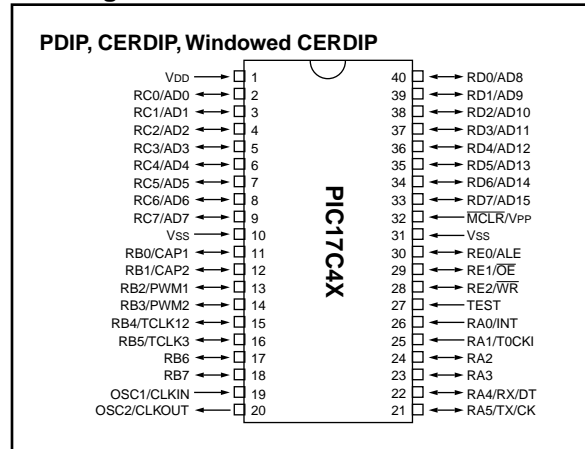 PDIP, CERDIP, Windowed CERDIP
VDD 1 40 RD0/AD8
RC0/AD0 2 39 RD1/AD9
RC1/AD1 3 38 RD2/AD10
RC2/AD2 4 37 RD3/AD11
RC3/AD3 5 36 RD4/AD12
RC4/AD4 6 35 RD5/AD13
RC5/AD5 7 34 RD6/AD14
RC6/AD6 8 33 RD7/AD15
RC7/AD7 9 32 MCLR/VPP
VSS 10 31 VSS
RB0/CAP1 11 30 RE0/ALE
RB1/CAP2 12 29 RE1/OE
RB2/PWM1 13 28 RE2/WR
RB3/PWM2 14 27 TEST
RB4/TCLK12 15 26 RA0/INT
RB5/TCLK3 16 25 RA1/T0CKI
RB6 17 24 RA2
RB7 18 23 RA3
OSC1/CLKIN 19 22 RA4/RX/DT
OSC2/CLKOUT 20 21 RA5/TX/CK
PIC17C4X